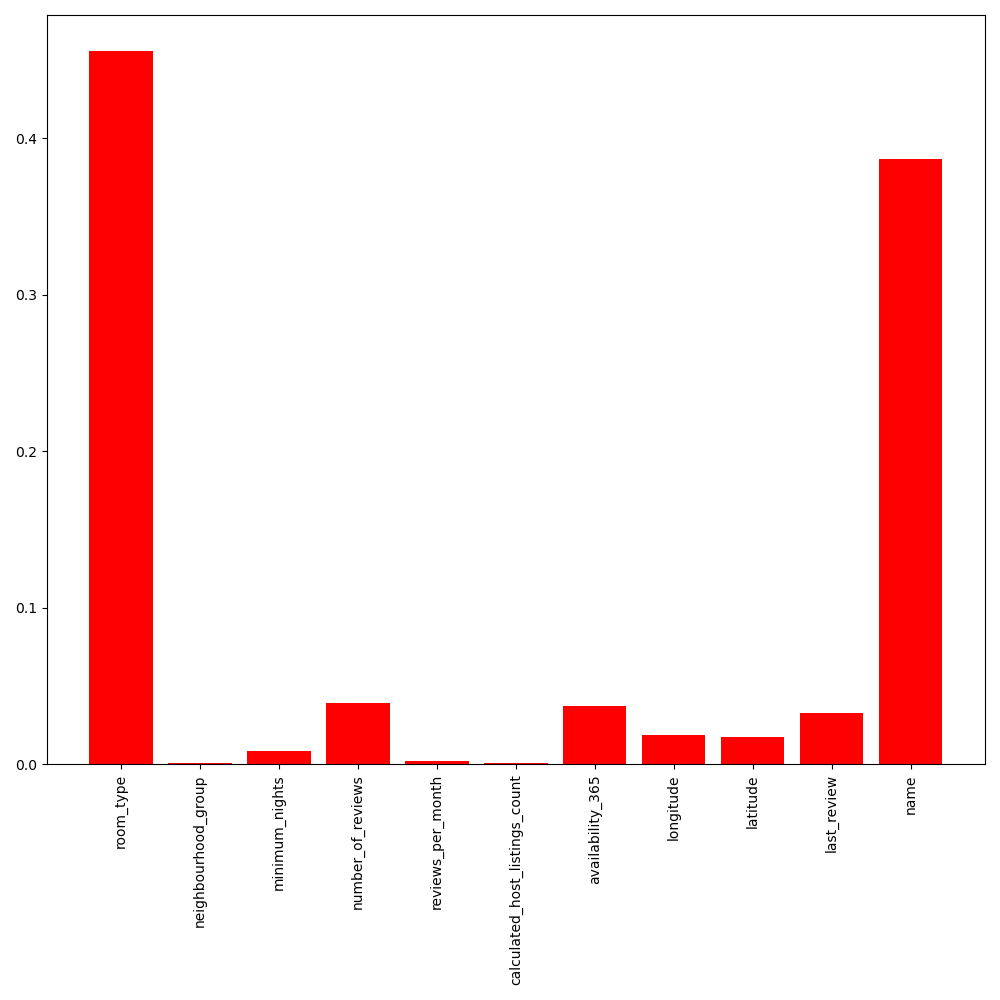 0.4
0.3
0.2
0.1
0.0
room_type
neighbourhood_group
minimum_nights
number_of_reviews
reviews_per_month
calculated_host_listings_count
availability_365
longitude
latitude
last_review
name